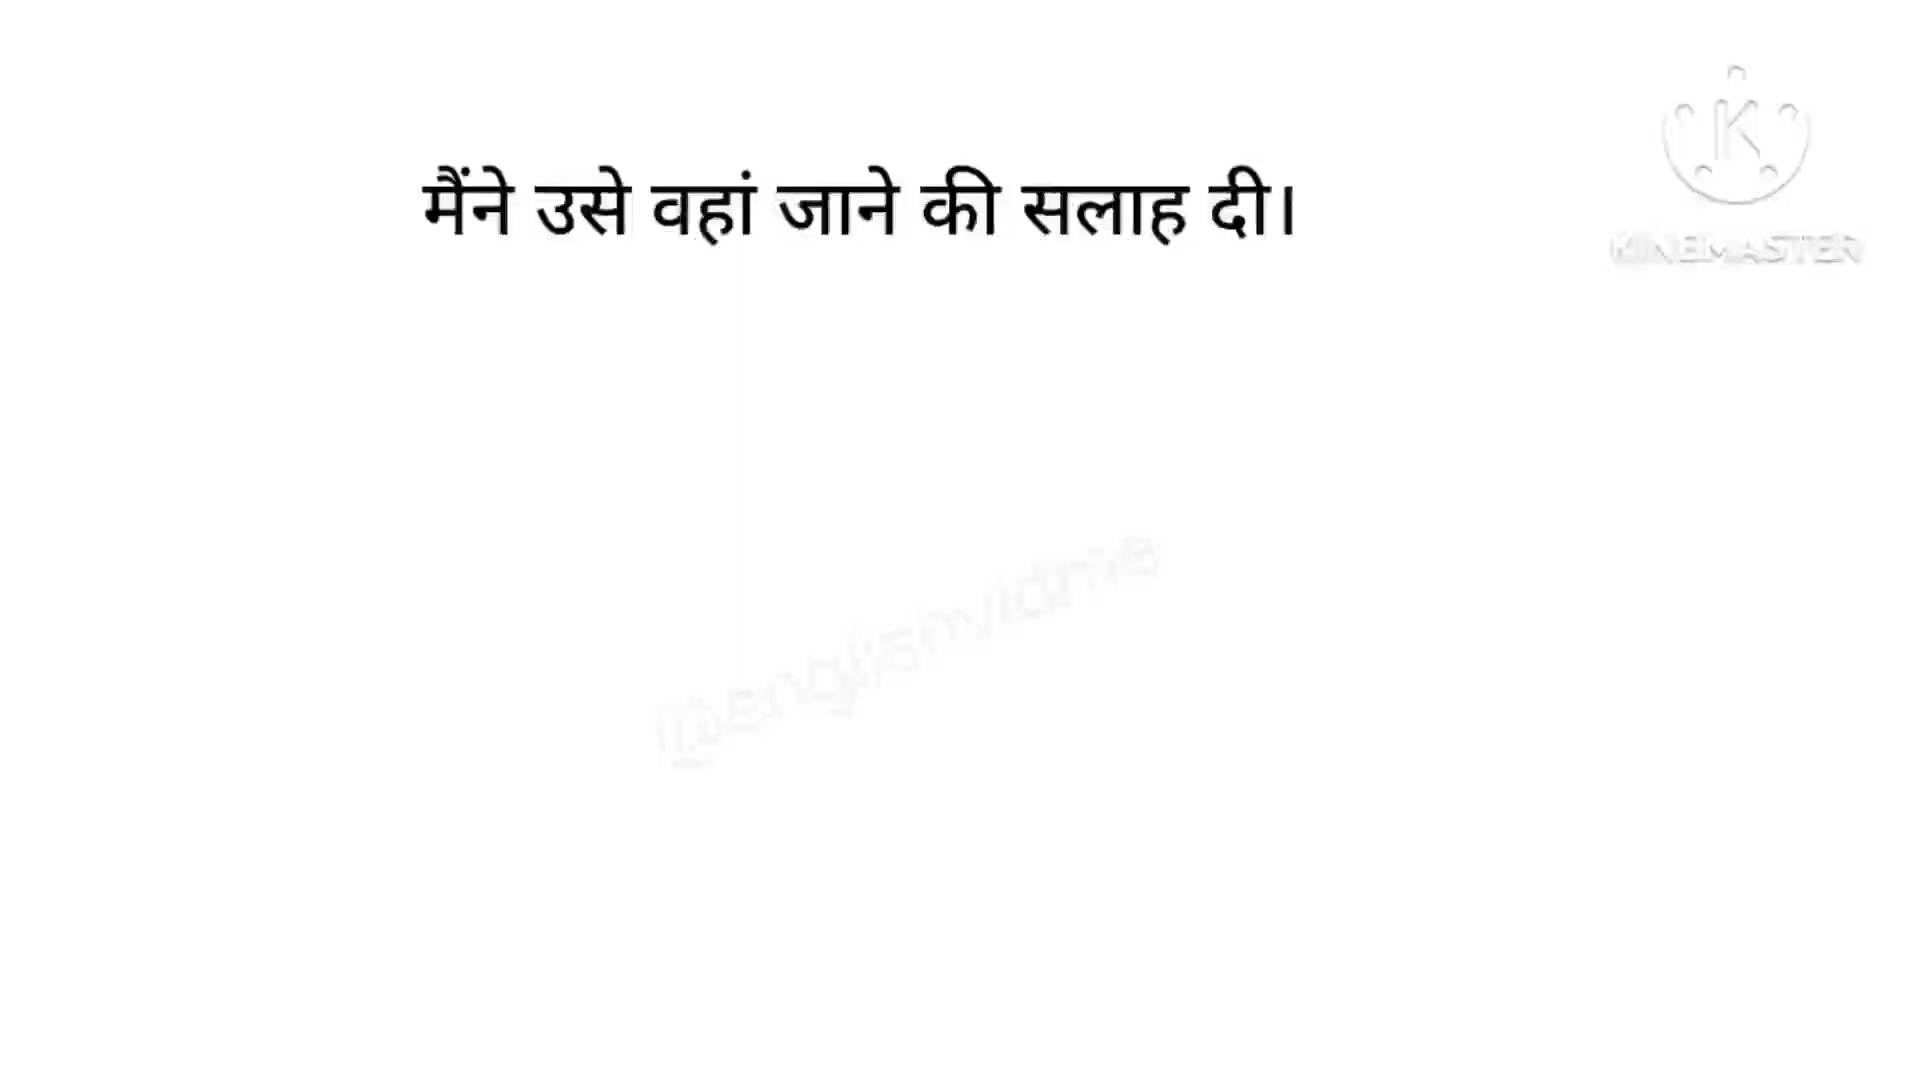 मैंने उसे वहां जाने की सलाह दी।
KINEMASTER